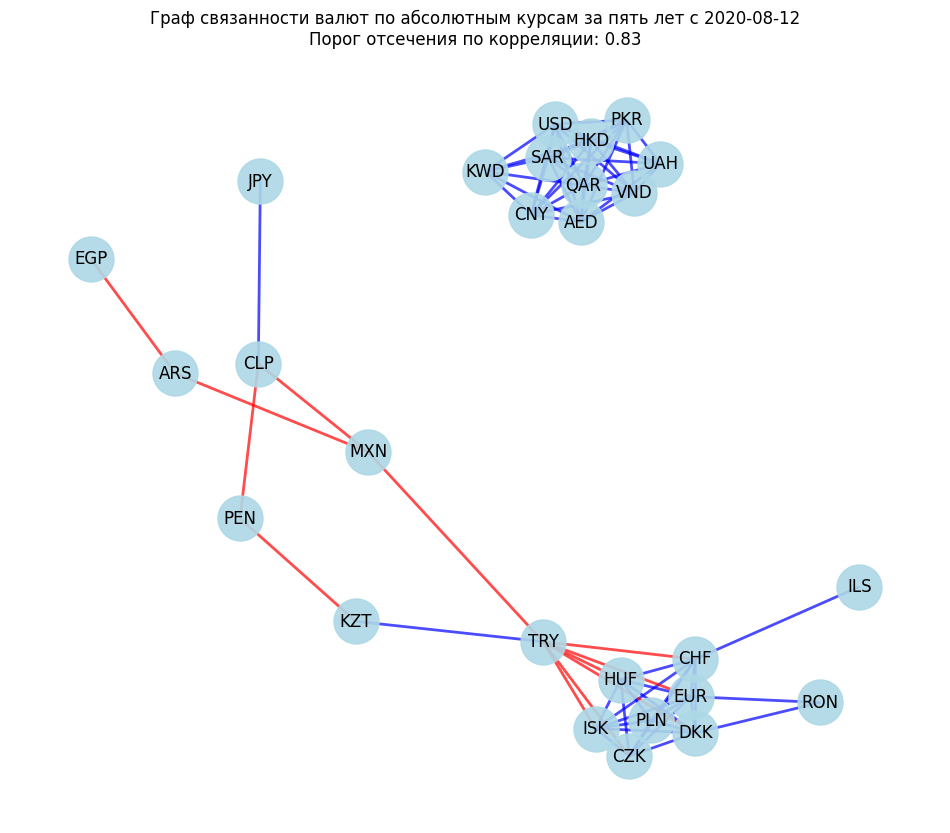 Граф связанности валют по абсолютным курсам за пять лет с 2020-08-12
Порог отсечения по корреляции: 0.83
USD
PKR
HKD
SAR
UAH
KWD
QAR
VND
CNY
AED
JPY
EGP
CLP
ARS
MXN
PEN
KZT
ILS
TRY
CHF
HUF
EUR
RON
PLN
ISK
DKK
CZK